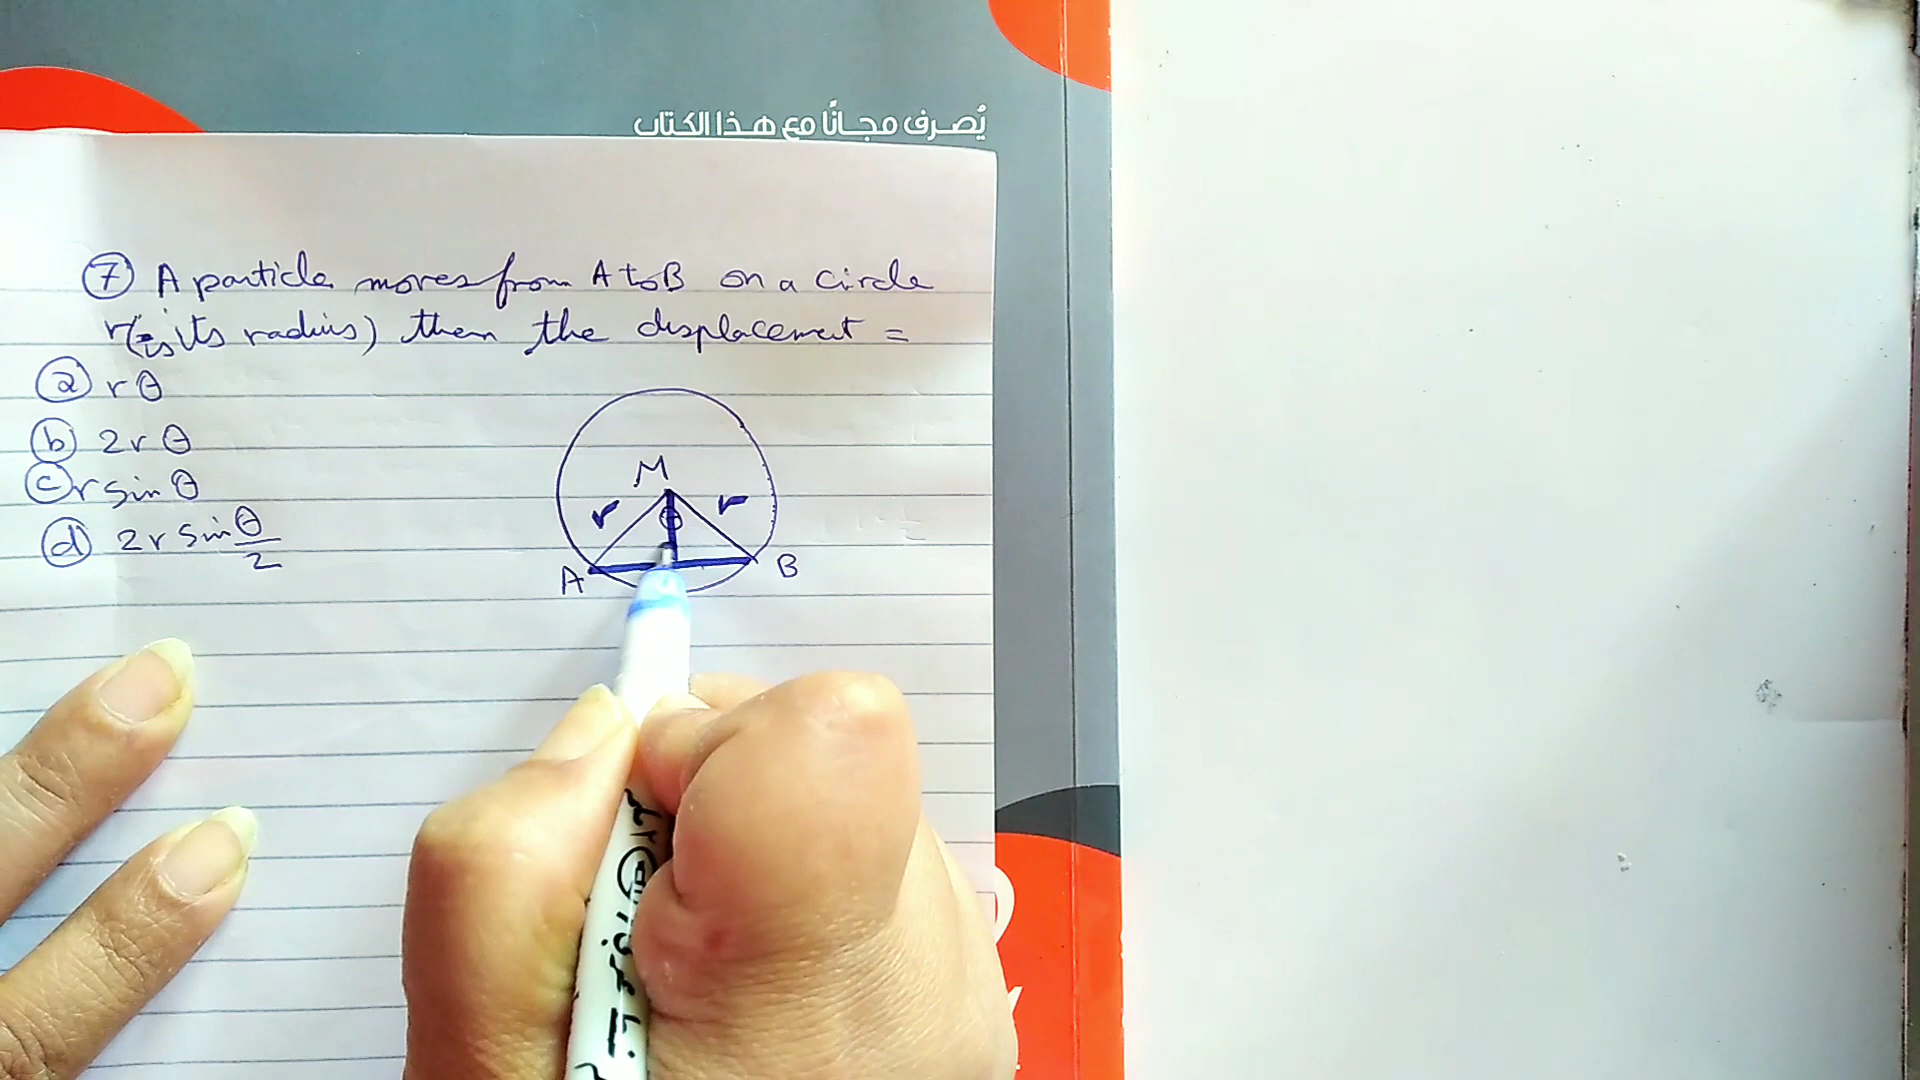 يُصرف مجانًا مع هذا الكتاب
⑦ A particle moves from A to B on a circle
r(is its radius) then the displacement =
ⓐ rθ
ⓑ 2rθ
ⓒ r sin θ
ⓓ 2r sin θ/2
M
r θ r
A B